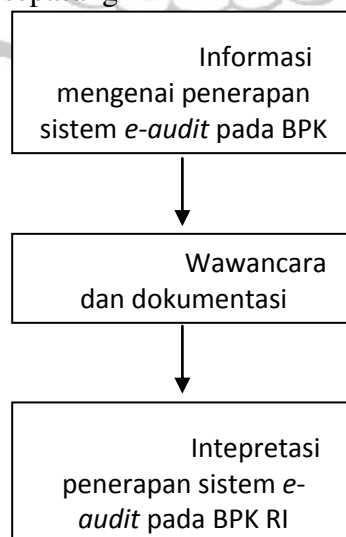 Informasi
mengenai penerapan
sistem e-audit pada BPK
Wawancara
dan dokumentasi
Intepretasi
penerapan sistem e-
audit pada BPK RI